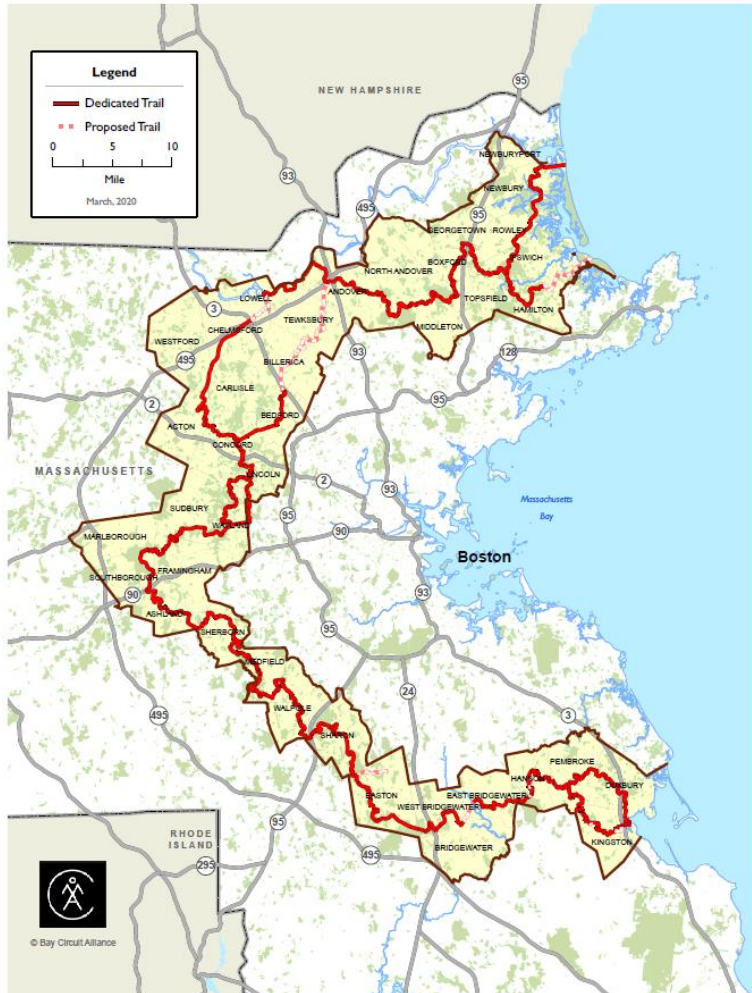 Legend
Dedicated Trail
Proposed Trail
0 5 10
Mile
March, 2020
NEW HAMPSHIRE
95
93
495
NEWBURYPORT
NEWBURY
95
GEORGETOWN
ROWLEY
BOXFORD
IPSWICH
NORTH ANDOVER
ANDOVER
TOPSFIELD
HAMILTON
LOWELL
3
TEWKSBURY
MIDDLETON
CHELMSFORD
WESTFORD
93
128
495
BILLERICA
CARLISLE
95
2
BEDFORD
ACTON
CONCORD
MASSACHUSETTS
LINCOLN
2
93
SUDBURY
Massachusetts
Bay
95
WAYLAND
90
MARLBOROUGH
Boston
FRAMINGHAM
SOUTHBOROUGH
90
93
ASHLAND
SHERBORN
95
MEDFIELD
24
WALPOLE
3
495
SHARON
PEMBROKE
HANSON
DUXBURY
EASTON
EAST BRIDGEWATER
WEST BRIDGEWATER
95
RHODE
ISLAND
KINGSTON
BRIDGEWATER
495
295
© Bay Circuit Alliance